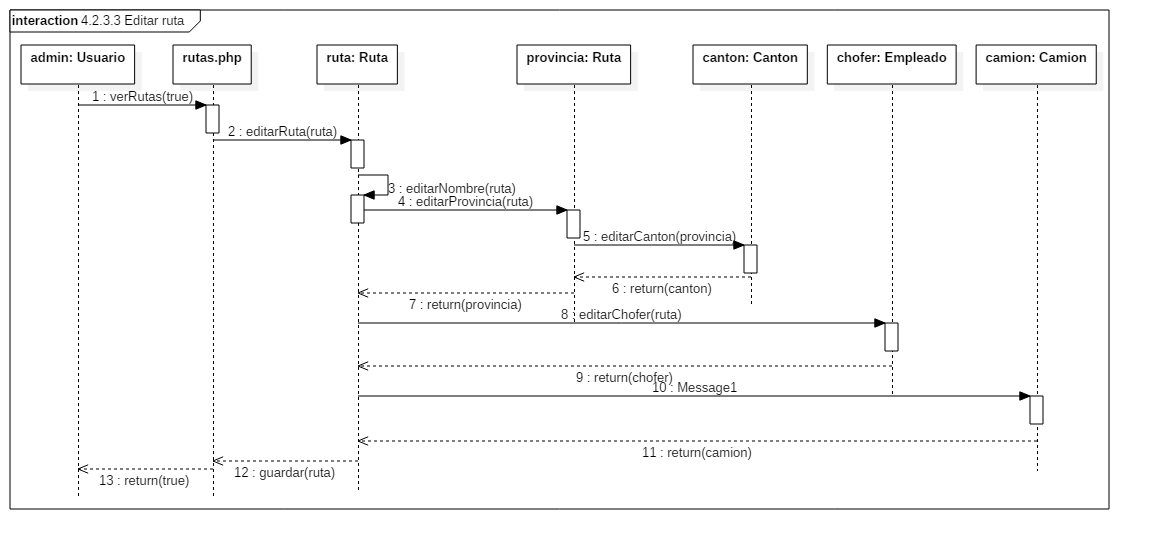 interaction 4.2.3.3 Editar ruta
admin: Usuario
rutas.php
ruta: Ruta
provincia: Ruta
canton: Canton
chofer: Empleado
camion: Camion
1 : verRutas(true)
2 : editarRuta(ruta)
3 : editarNombre(ruta)
4 : editarProvincia(ruta)
5 : editarCanton(provincia)
6 : return(canton)
7 : return(provincia)
8 : editarChofer(ruta)
9 : return(chofer)
10 : Message1
11 : return(camion)
12 : guardar(ruta)
13 : return(true)